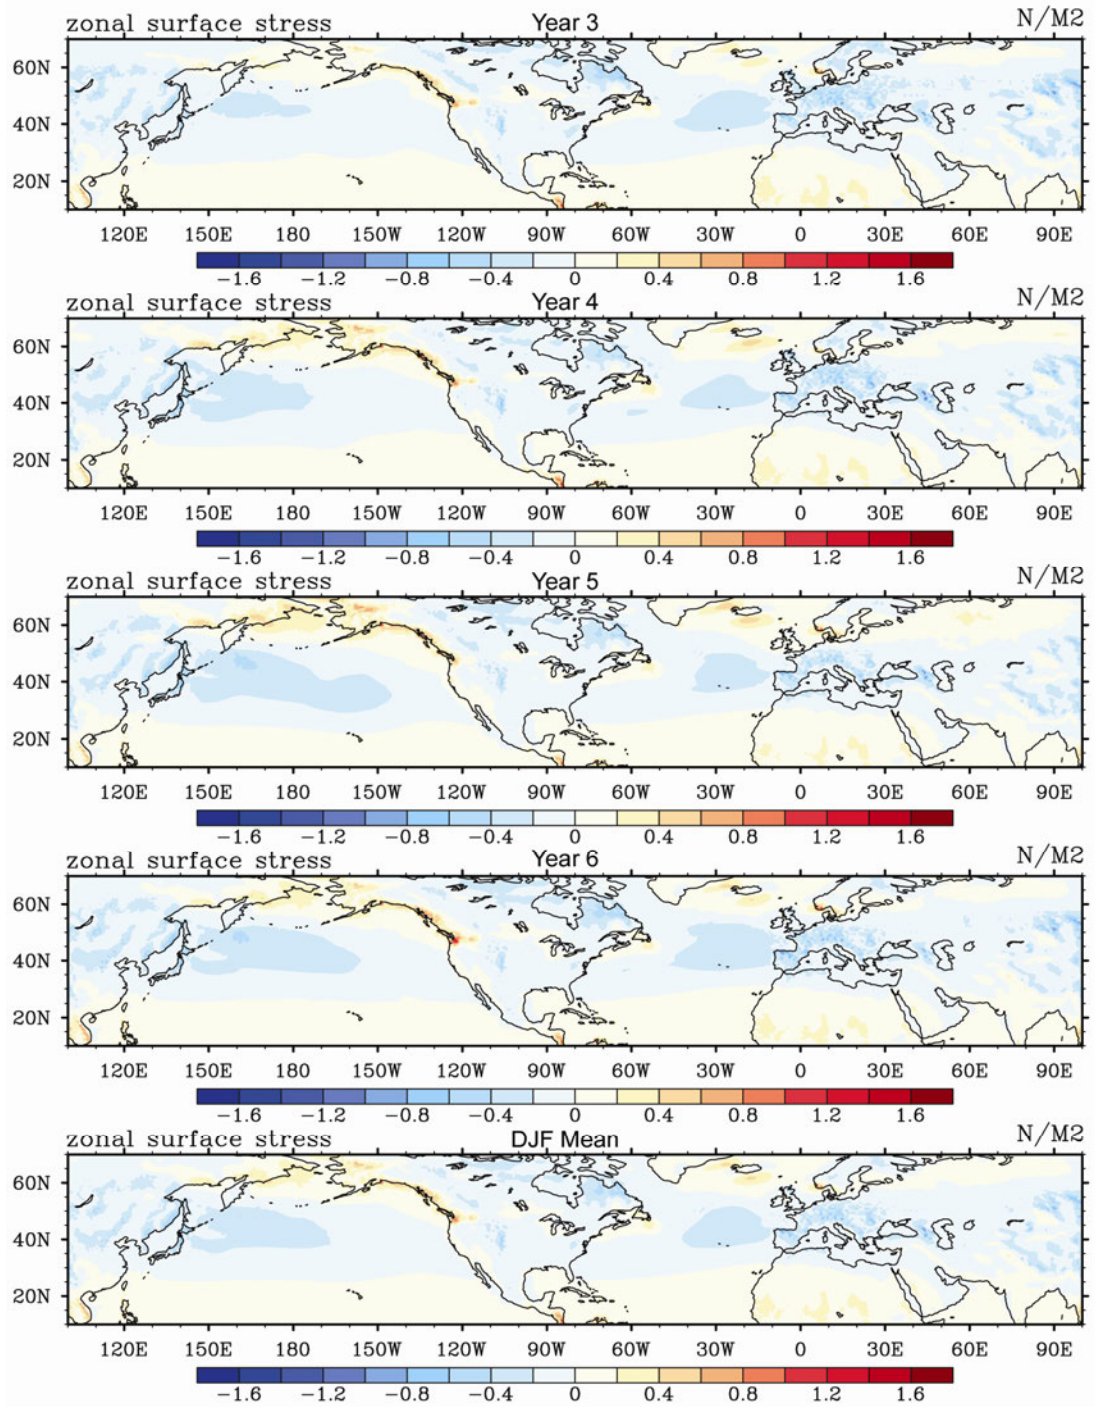 zonal surface stress Year 3 N/M2
60N
40N
20N
120E 150E 180 150W 120W 90W 60W 30W 0 30E 60E 90E
−1.6 −1.2 −0.8 −0.4 0 0.4 0.8 1.2 1.6
zonal surface stress Year 4 N/M2
60N
40N
20N
120E 150E 180 150W 120W 90W 60W 30W 0 30E 60E 90E
−1.6 −1.2 −0.8 −0.4 0 0.4 0.8 1.2 1.6
zonal surface stress Year 5 N/M2
60N
40N
20N
120E 150E 180 150W 120W 90W 60W 30W 0 30E 60E 90E
−1.6 −1.2 −0.8 −0.4 0 0.4 0.8 1.2 1.6
zonal surface stress Year 6 N/M2
60N
40N
20N
120E 150E 180 150W 120W 90W 60W 30W 0 30E 60E 90E
−1.6 −1.2 −0.8 −0.4 0 0.4 0.8 1.2 1.6
zonal surface stress DJF Mean N/M2
60N
40N
20N
120E 150E 180 150W 120W 90W 60W 30W 0 30E 60E 90E
−1.6 −1.2 −0.8 −0.4 0 0.4 0.8 1.2 1.6